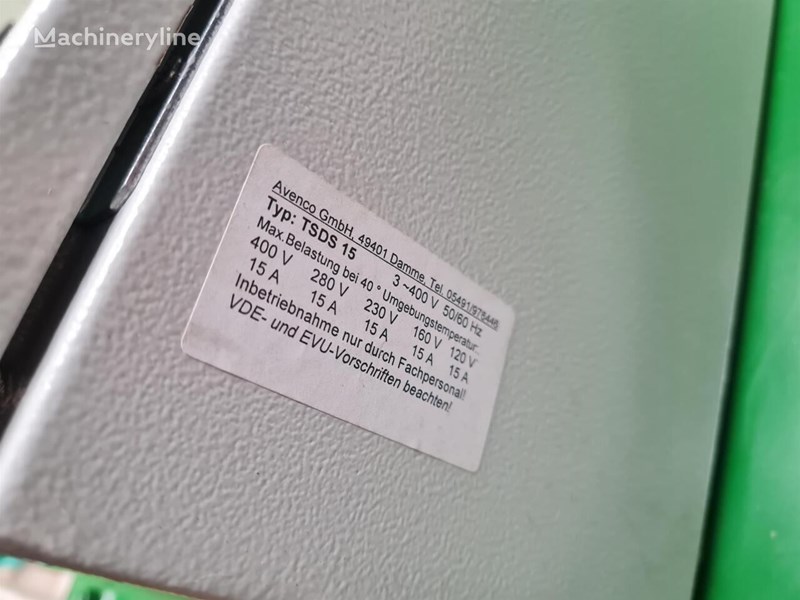 Machineryline
Avenco GmbH, 49401 Damme, Tel. 05491/976446
Typ: TSDS 15 3 ~400 V 50/60 Hz
Max.Belastung bei 40 ° Umgebungstemperatur:
400 V 280 V 230 V 160 V 120 V
15 A 15 A 15 A 15 A 15 A
Inbetriebnahme nur durch Fachpersonal!
VDE- und EVU-Vorschriften beachten!